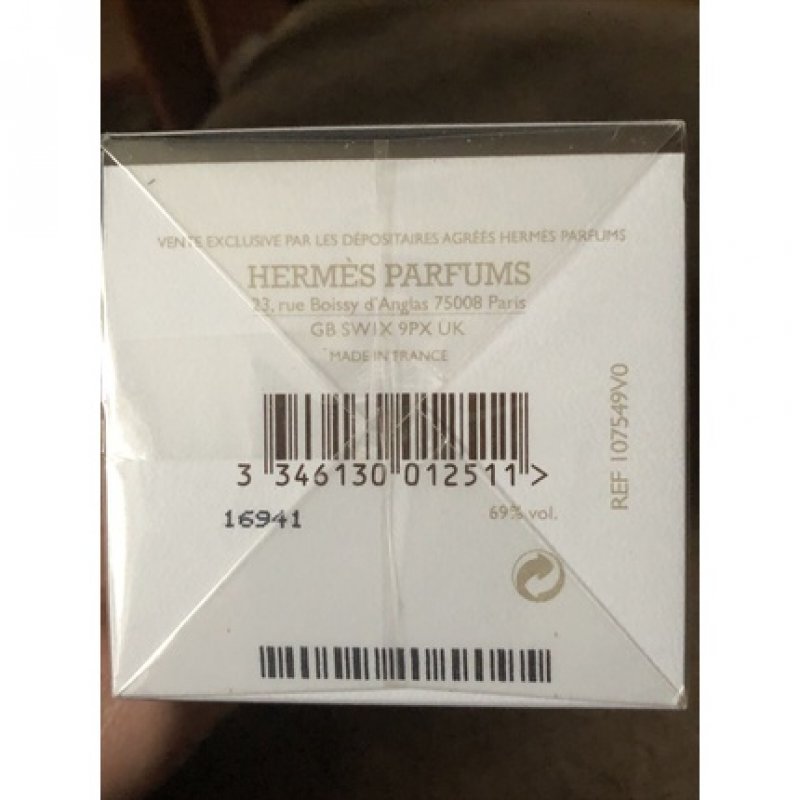 VENTE EXCLUSIVE PAR LES DÉPOSITAIRES AGRÉÉS HERMÈS PARFUMS
HERMÈS PARFUMS
23, rue Boissy d'Anglas 75008 Paris
GB SWIX 9PX UK
MADE IN FRANCE
3 346130 012511 >
16941
69% vol.
REF 107549V0